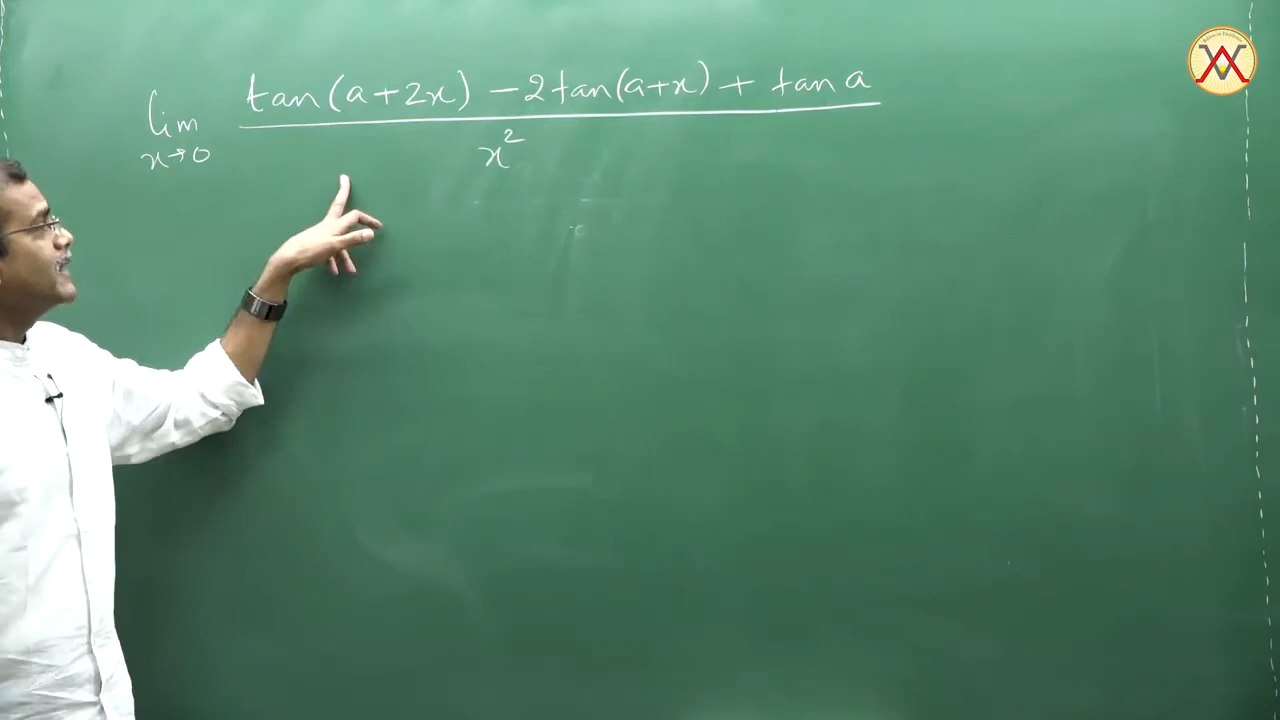 lim x→0 tan(a+2x) − 2tan(a+x) + tan a
x²